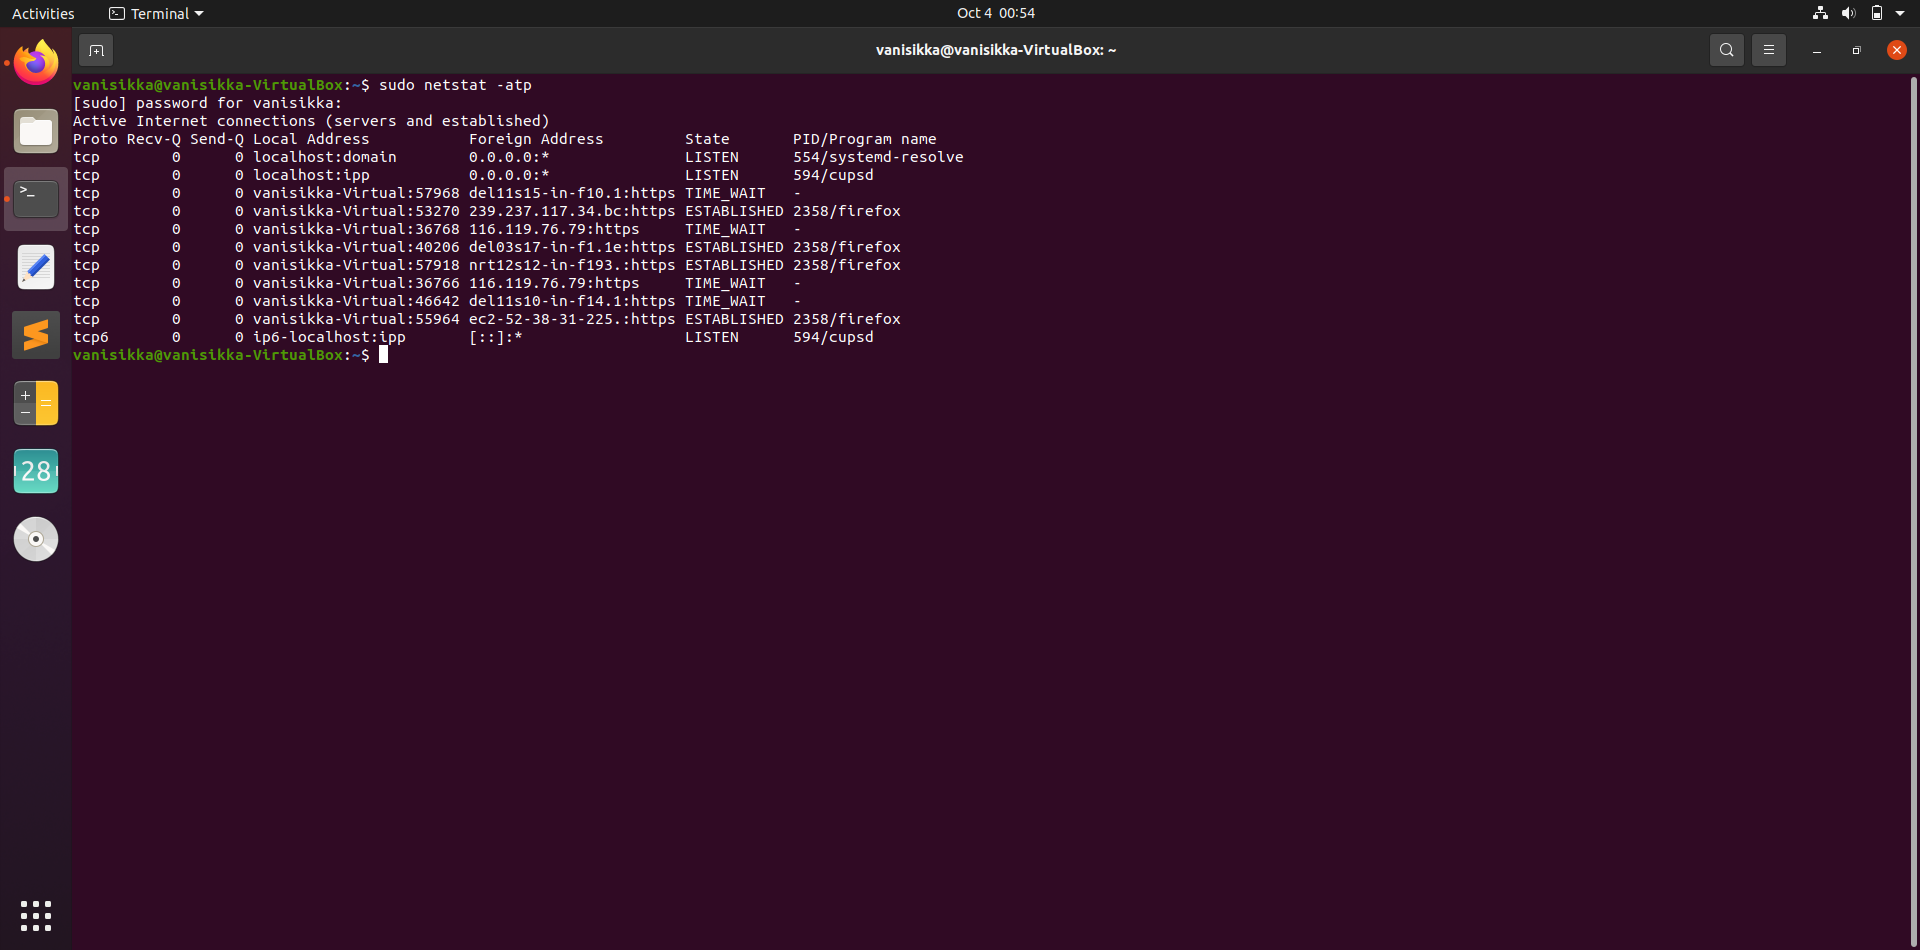 Activities Terminal Oct 4 00:54
vanisikka@vanisikka-VirtualBox: ~
vanisikka@vanisikka-VirtualBox:~$ sudo netstat -atp
[sudo] password for vanisikka:
Active Internet connections (servers and established)
Proto Recv-Q Send-Q Local Address           Foreign Address         State       PID/Program name
tcp        0      0 localhost:domain        0.0.0.0:*               LISTEN      554/systemd-resolve
tcp        0      0 localhost:ipp           0.0.0.0:*               LISTEN      594/cupsd
tcp        0      0 vanisikka-Virtual:57968 del11s15-in-f10.1:https TIME_WAIT   -
tcp        0      0 vanisikka-Virtual:53270 239.237.117.34.bc:https ESTABLISHED 2358/firefox
tcp        0      0 vanisikka-Virtual:36768 116.119.76.79:https     TIME_WAIT   -
tcp        0      0 vanisikka-Virtual:40206 del03s17-in-f1.1e:https ESTABLISHED 2358/firefox
tcp        0      0 vanisikka-Virtual:57918 nrt12s12-in-f193.:https ESTABLISHED 2358/firefox
tcp        0      0 vanisikka-Virtual:36766 116.119.76.79:https     TIME_WAIT   -
tcp        0      0 vanisikka-Virtual:46642 del11s10-in-f14.1:https TIME_WAIT   -
tcp        0      0 vanisikka-Virtual:55964 ec2-52-38-31-225.:https ESTABLISHED 2358/firefox
tcp6       0      0 ip6-localhost:ipp       [::]:*                  LISTEN      594/cupsd
vanisikka@vanisikka-VirtualBox:~$
28